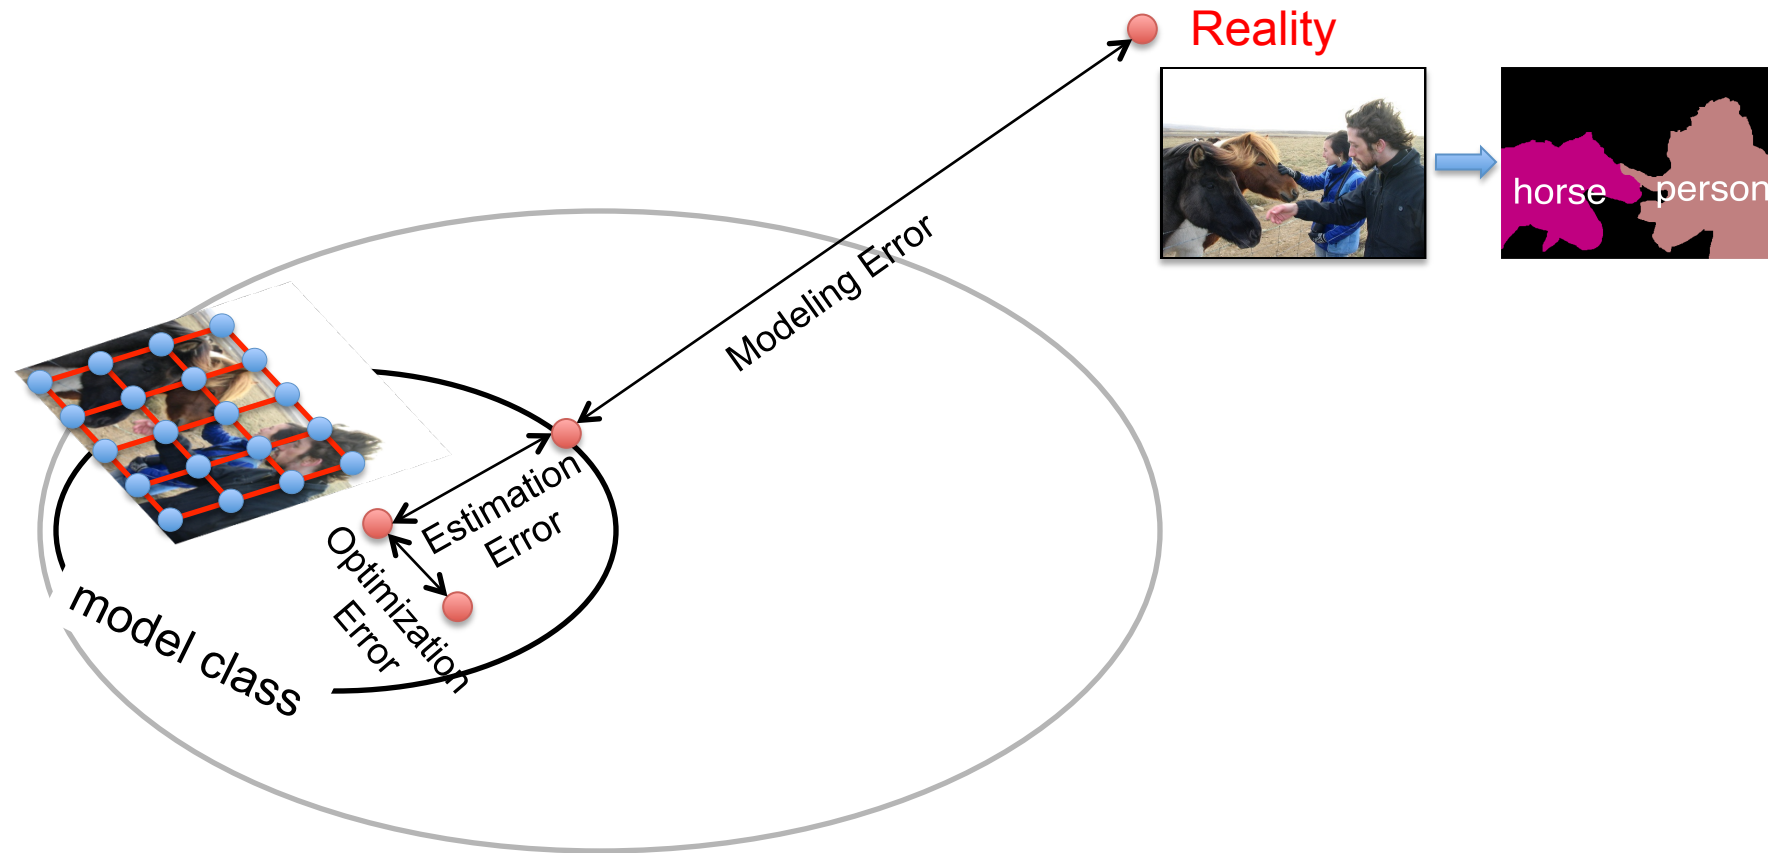 Reality
horse
person
Modeling Error
Estimation
Error
Optimization
Error
model class